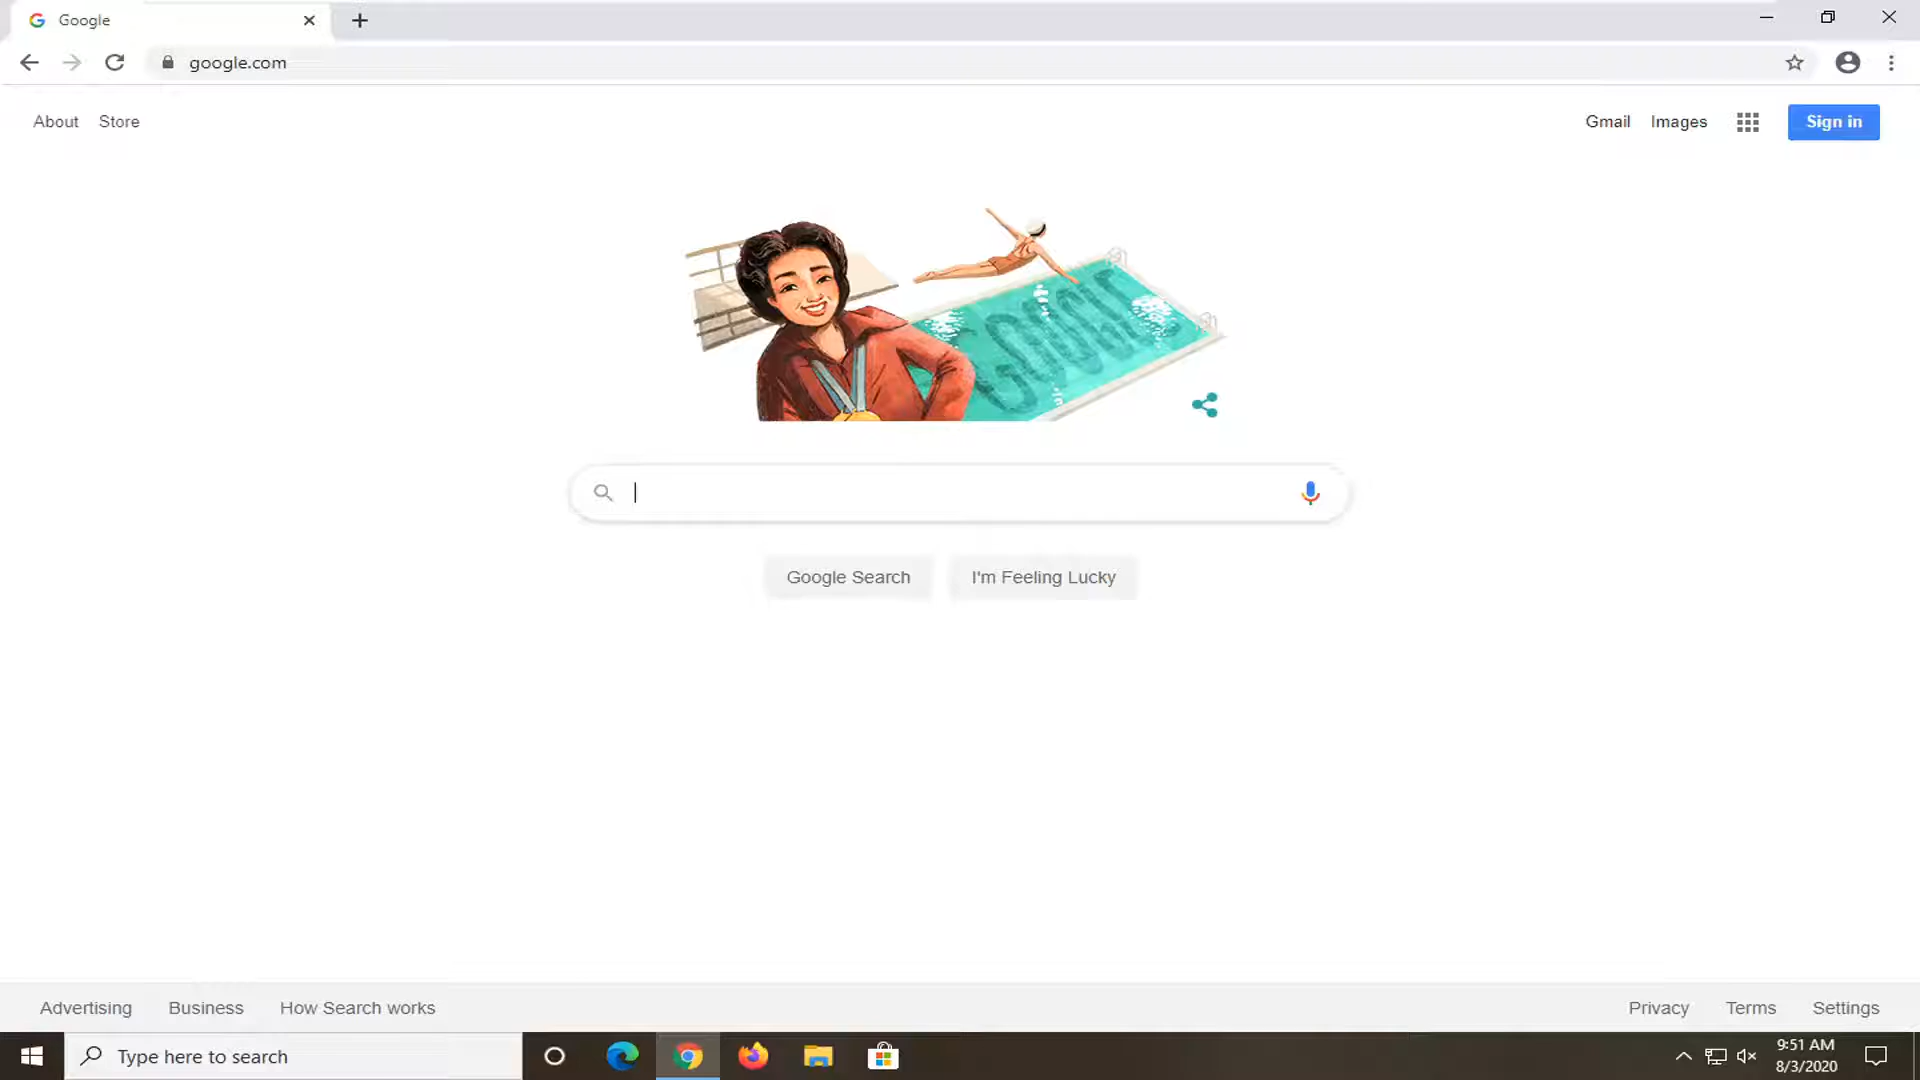 Google
google.com
About Store
Gmail Images Sign in
GOOGLE
Google Search I'm Feeling Lucky
Advertising Business How Search works
Privacy Terms Settings
Type here to search
9:51 AM
8/3/2020